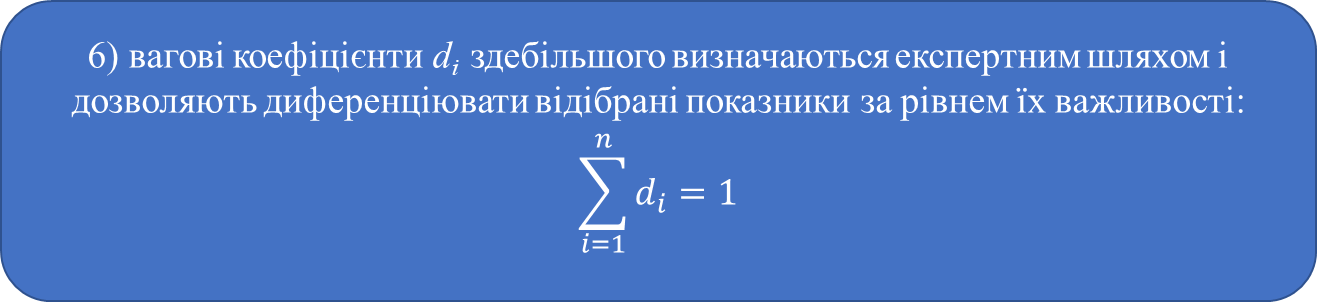 6) вагові коефіцієнти dᵢ здебільшого визначаються експертним шляхом і
дозволяють диференціювати відібрані показники за рівнем їх важливості:
n
∑ dᵢ = 1
i=1